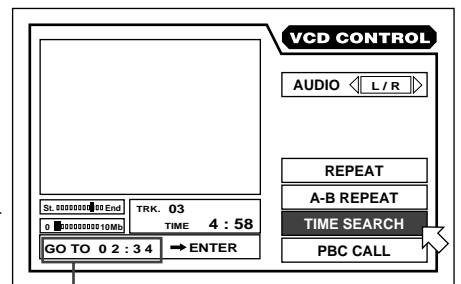 VCD CONTROL
AUDIO L / R
REPEAT
A-B REPEAT
TIME SEARCH
PBC CALL
St. End
0 10Mb
TRK. 03
TIME 4 : 58
GO TO 0 2 : 3 4 ➡ ENTER